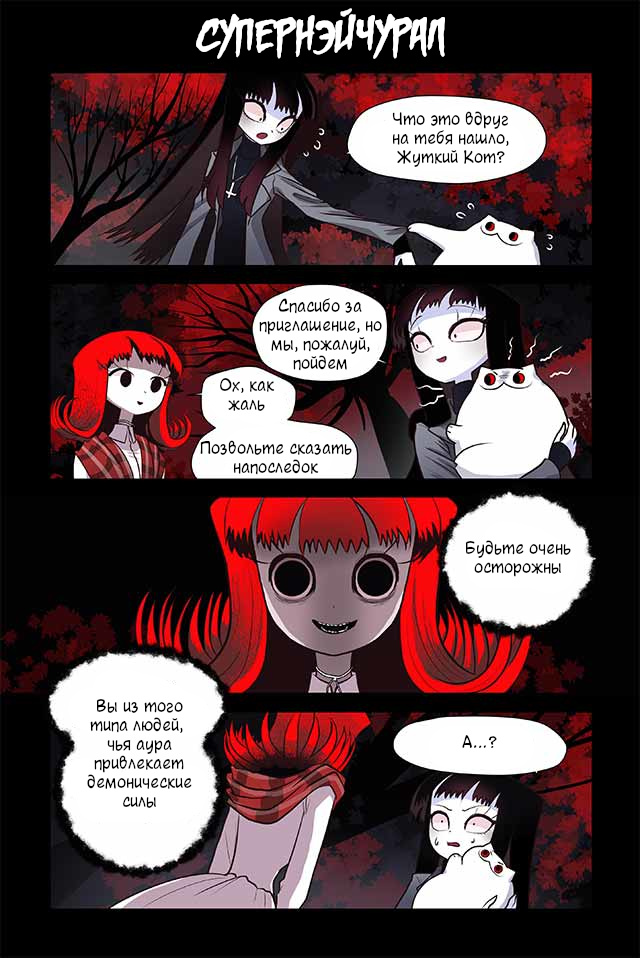 СУПЕРНЭЙЧУРАЛ
Что это вдруг
на тебя нашло,
Жуткий Кот?
Спасибо за
приглашение, но
мы, пожалуй,
пойдем
Ох, как
жаль
Позвольте сказать
напоследок
Будьте очень
осторожны
Вы из того
типа людей,
чья аура
привлекает
демонические
силы
А...?